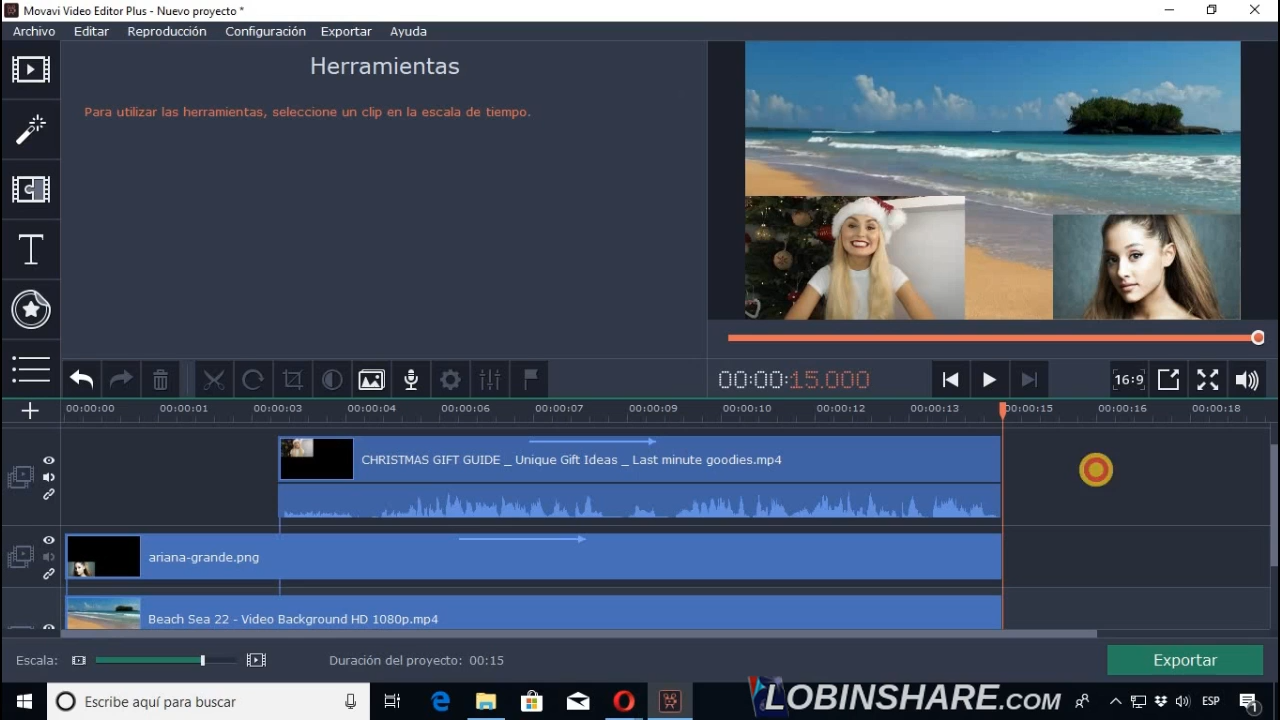 Movavi Video Editor Plus - Nuevo proyecto *
Archivo Editar Reproducción Configuración Exportar Ayuda
Herramientas
Para utilizar las herramientas, seleccione un clip en la escala de tiempo.
00:00:15.000
16:9
00:00:00 00:00:01 00:00:03 00:00:04 00:00:06 00:00:07 00:00:09 00:00:10 00:00:12 00:00:13 00:00:15 00:00:16 00:00:18
CHRISTMAS GIFT GUIDE _ Unique Gift Ideas _ Last minute goodies.mp4
ariana-grande.png
Beach Sea 22 - Video Background HD 1080p.mp4
Escala:
Duración del proyecto: 00:15
Exportar
Escribe aquí para buscar
LOBINSHARE.COM
ESP
1